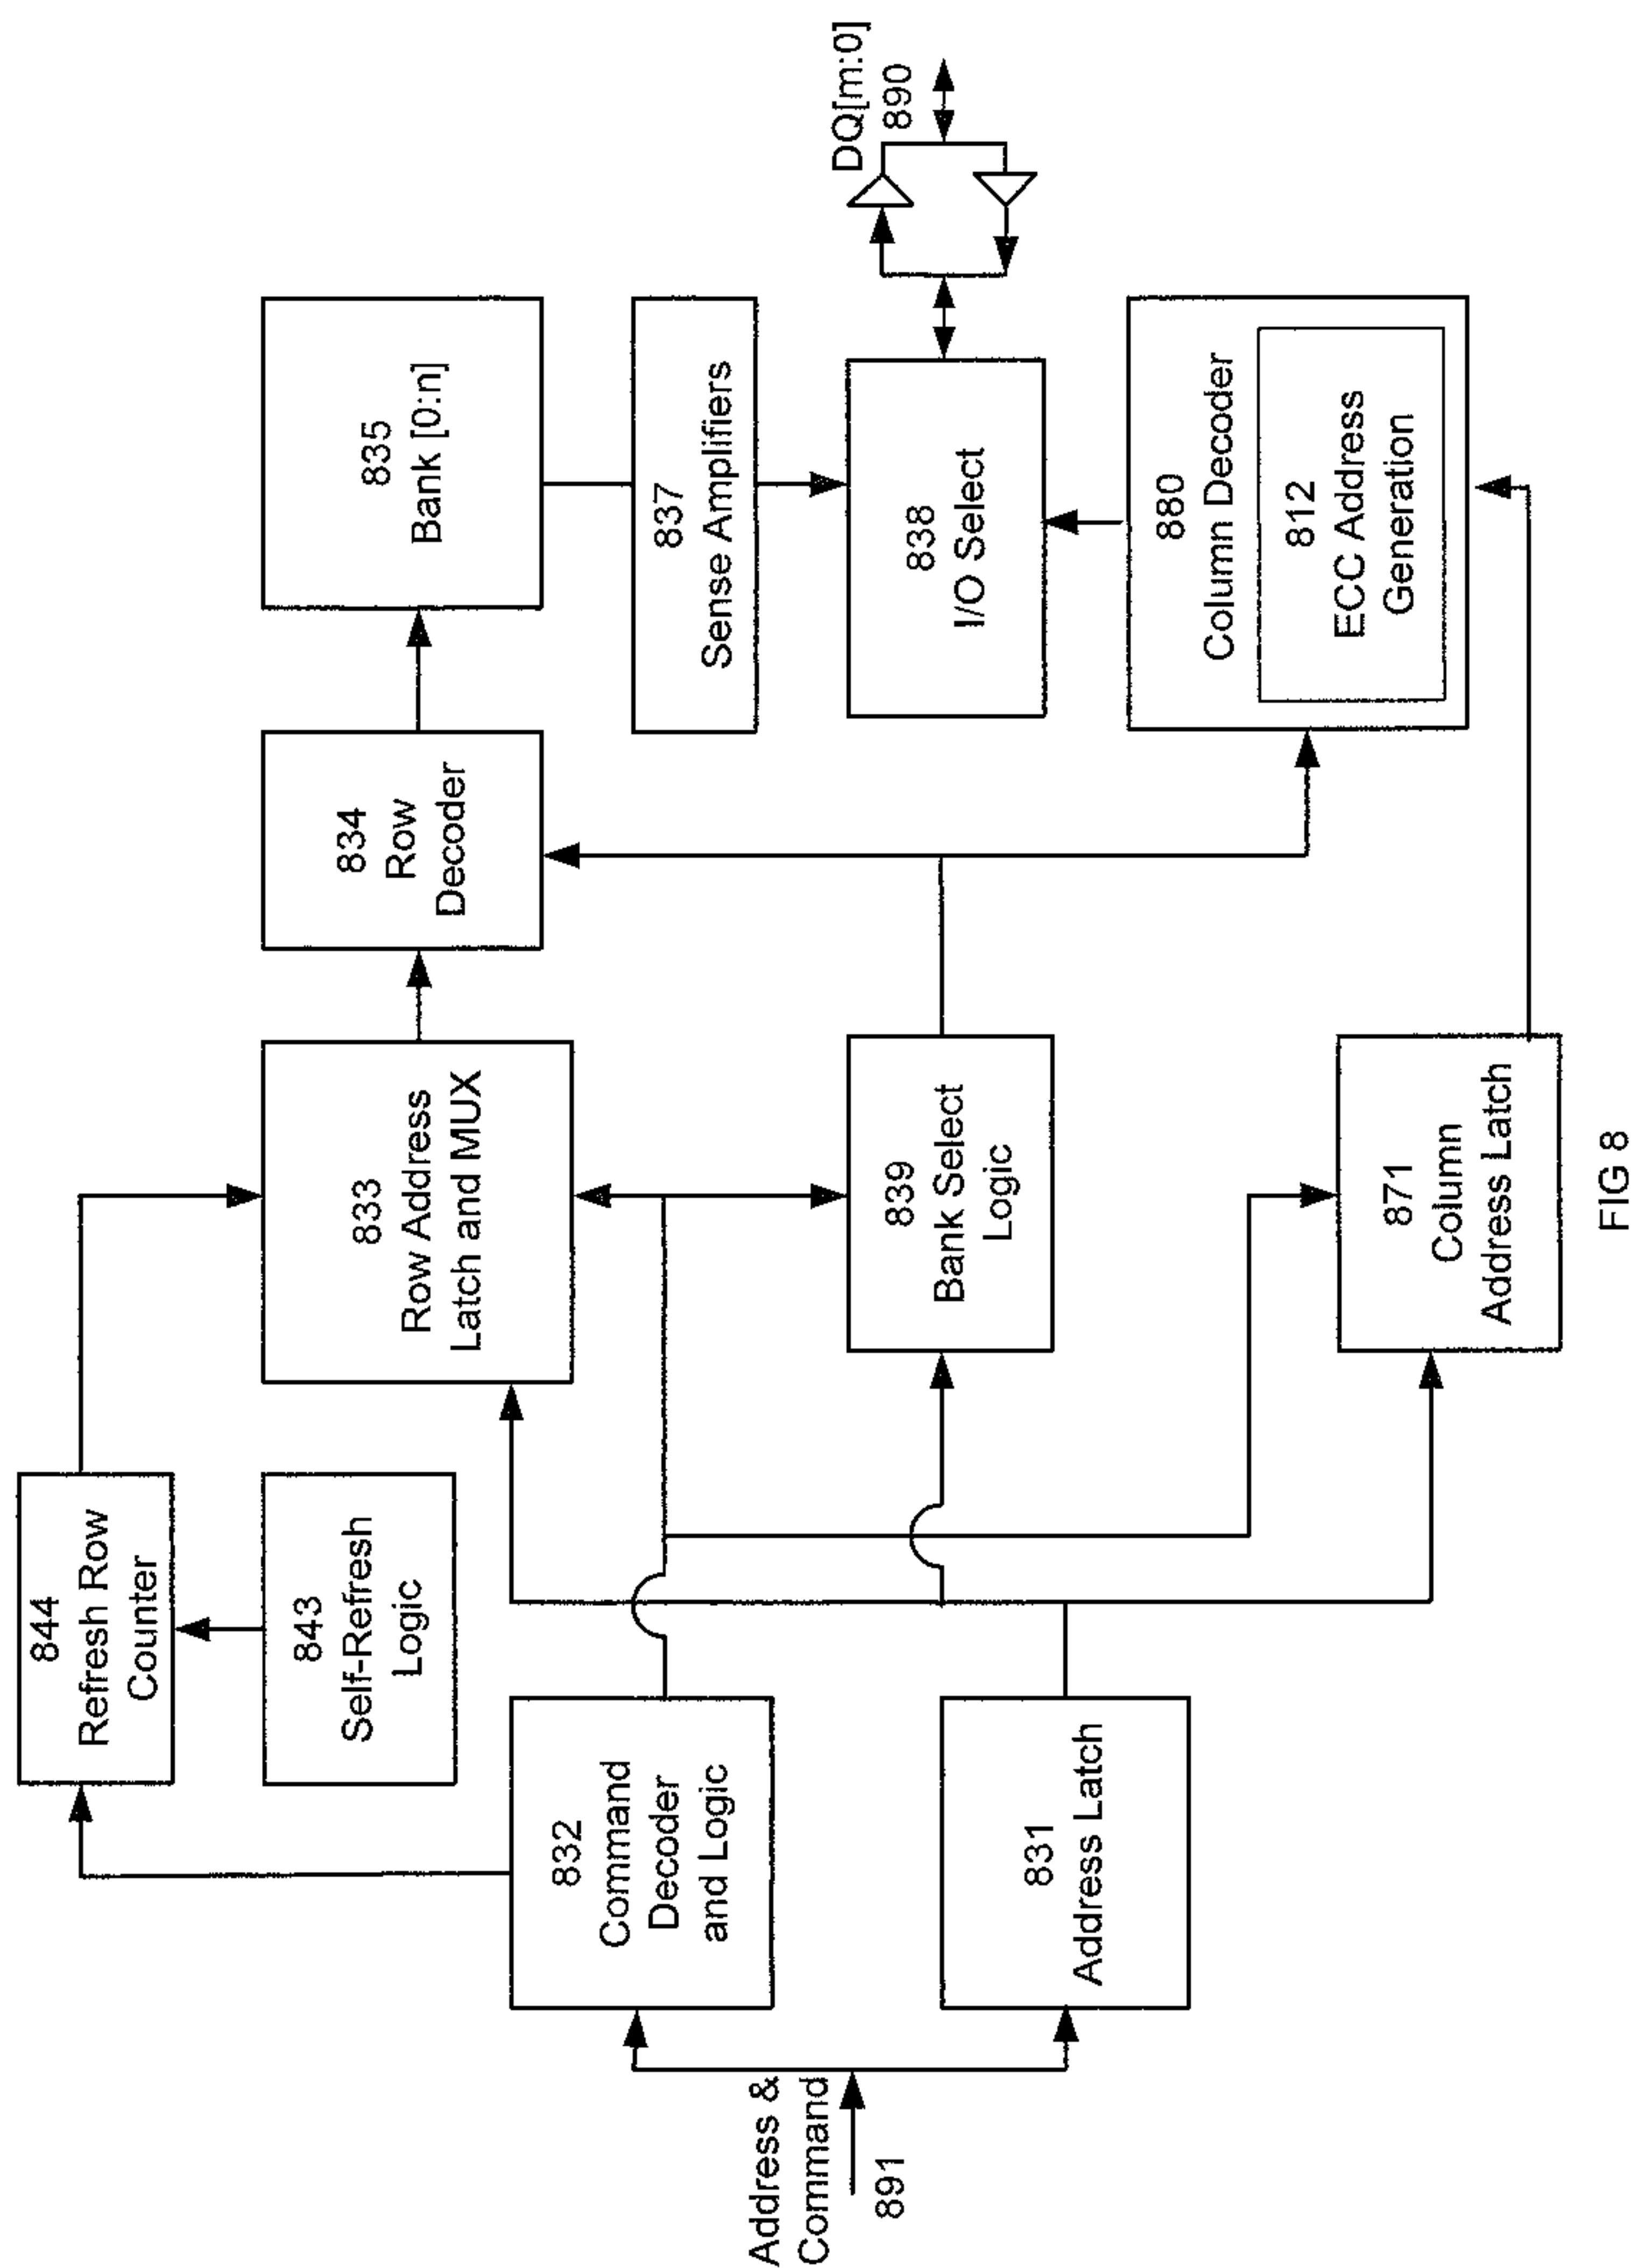 844
Refresh Row
Counter
843
Self-Refresh
Logic
832
Command
Decoder
and Logic
Address &
Command
891
831
Address Latch
833
Row Address
Latch and MUX
839
Bank Select
Logic
871
Column
Address Latch
834
Row
Decoder
835
Bank [0:n]
837
Sense Amplifiers
838
I/O Select
880
Column Decoder
812
ECC Address
Generation
DQ[m:0]
890
FIG 8